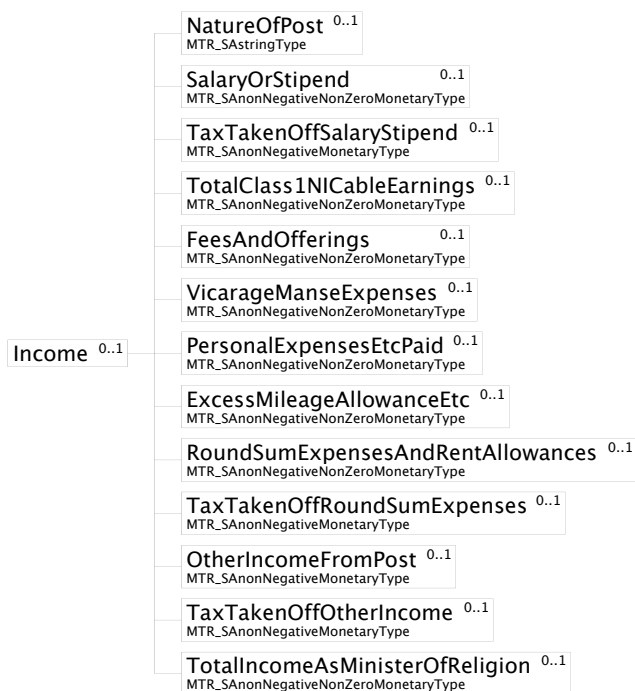 NatureOfPost 0..1
MTR_SAstringType
SalaryOrStipend 0..1
MTR_SAnonNegativeNonZeroMonetaryType
TaxTakenOffSalaryStipend 0..1
MTR_SAnonNegativeMonetaryType
TotalClass1NICableEarnings 0..1
MTR_SAnonNegativeNonZeroMonetaryType
FeesAndOfferings 0..1
MTR_SAnonNegativeNonZeroMonetaryType
VicarageManseExpenses 0..1
MTR_SAnonNegativeNonZeroMonetaryType
Income 0..1
PersonalExpensesEtcPaid 0..1
MTR_SAnonNegativeNonZeroMonetaryType
ExcessMileageAllowanceEtc 0..1
MTR_SAnonNegativeNonZeroMonetaryType
RoundSumExpensesAndRentAllowances 0..1
MTR_SAnonNegativeNonZeroMonetaryType
TaxTakenOffRoundSumExpenses 0..1
MTR_SAnonNegativeMonetaryType
OtherIncomeFromPost 0..1
MTR_SAnonNegativeMonetaryType
TaxTakenOffOtherIncome 0..1
MTR_SAnonNegativeMonetaryType
TotalIncomeAsMinisterOfReligion 0..1
MTR_SAnonNegativeNonZeroMonetaryType